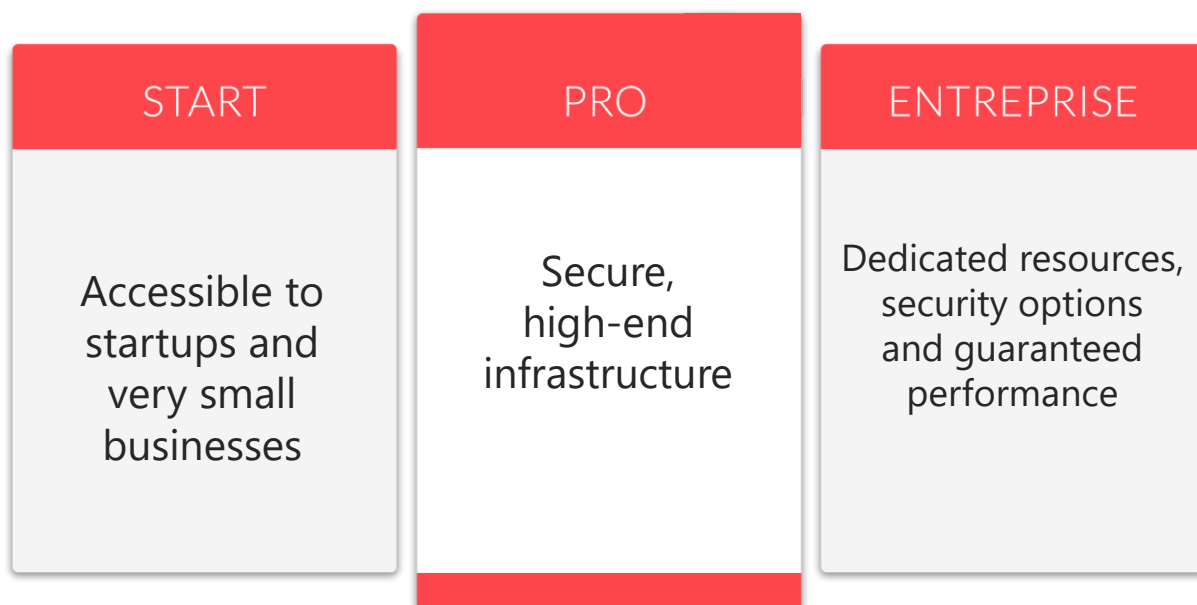 START
Accessible to
startups and
very small
businesses
PRO
Secure,
high-end
infrastructure
ENTREPRISE
Dedicated resources,
security options
and guaranteed
performance